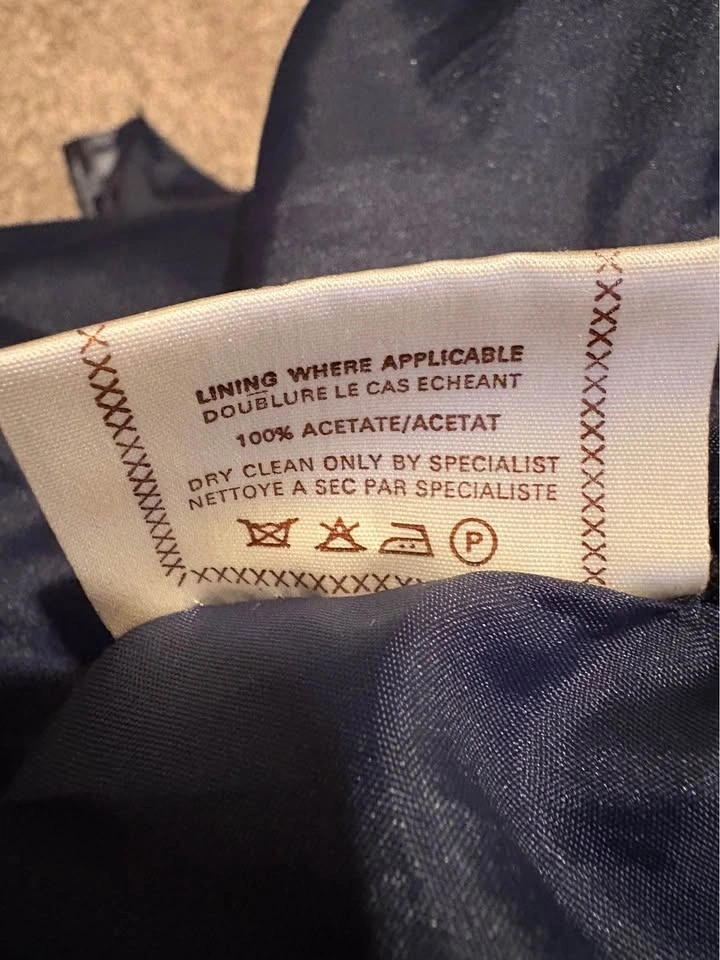 LINING WHERE APPLICABLE
DOUBLURE LE CAS ECHEANT
100% ACETATE/ACETAT
DRY CLEAN ONLY BY SPECIALIST
NETTOYE A SEC PAR SPECIALISTE
P